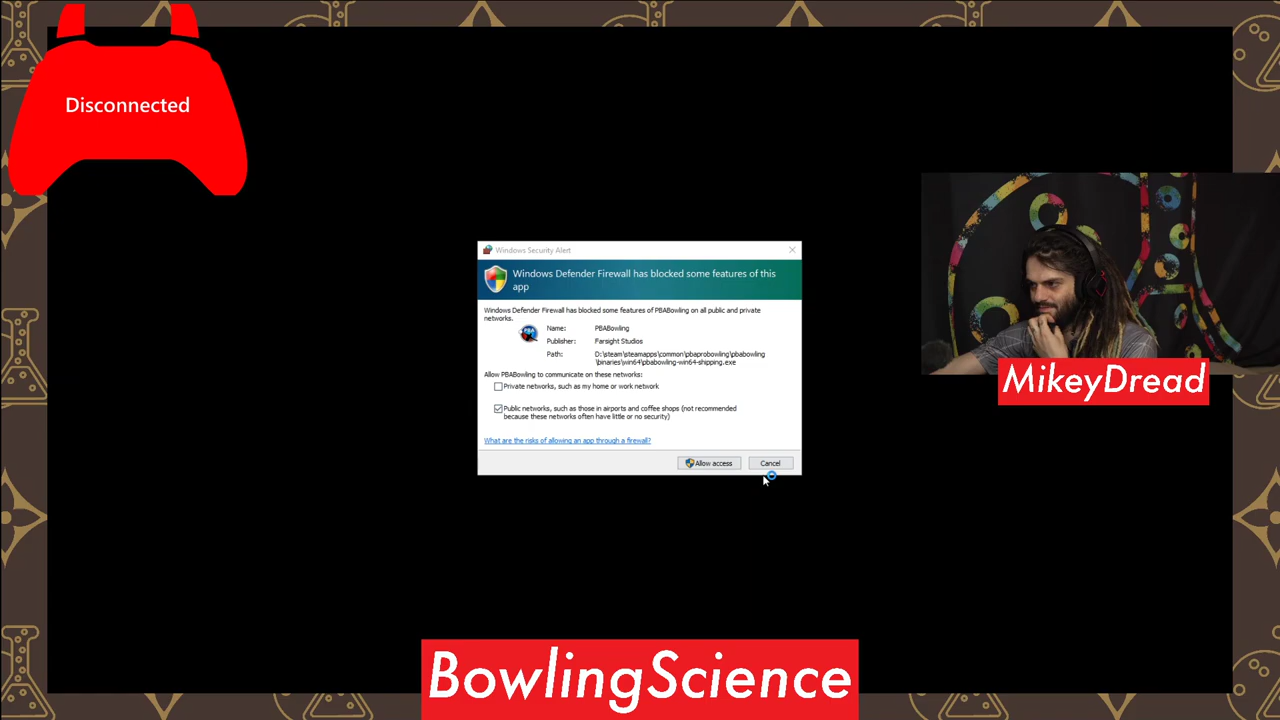 Disconnected
Windows Security Alert
Windows Defender Firewall has blocked some features of this
app
Windows Defender Firewall has blocked some features of PBABowling on all public and private
networks.
Name: PBABowling
Publisher: Farsight Studios
Path: D:\steam\steamapps\common\pbaprobowling\pbabowling
\binaries\win64\pbabowling-win64-shipping.exe
Allow PBABowling to communicate on these networks:
Private networks, such as my home or work network
Public networks, such as those in airports and coffee shops (not recommended
because these networks often have little or no security)
What are the risks of allowing an app through a firewall?
Allow access Cancel
MikeyDread
BowlingScience